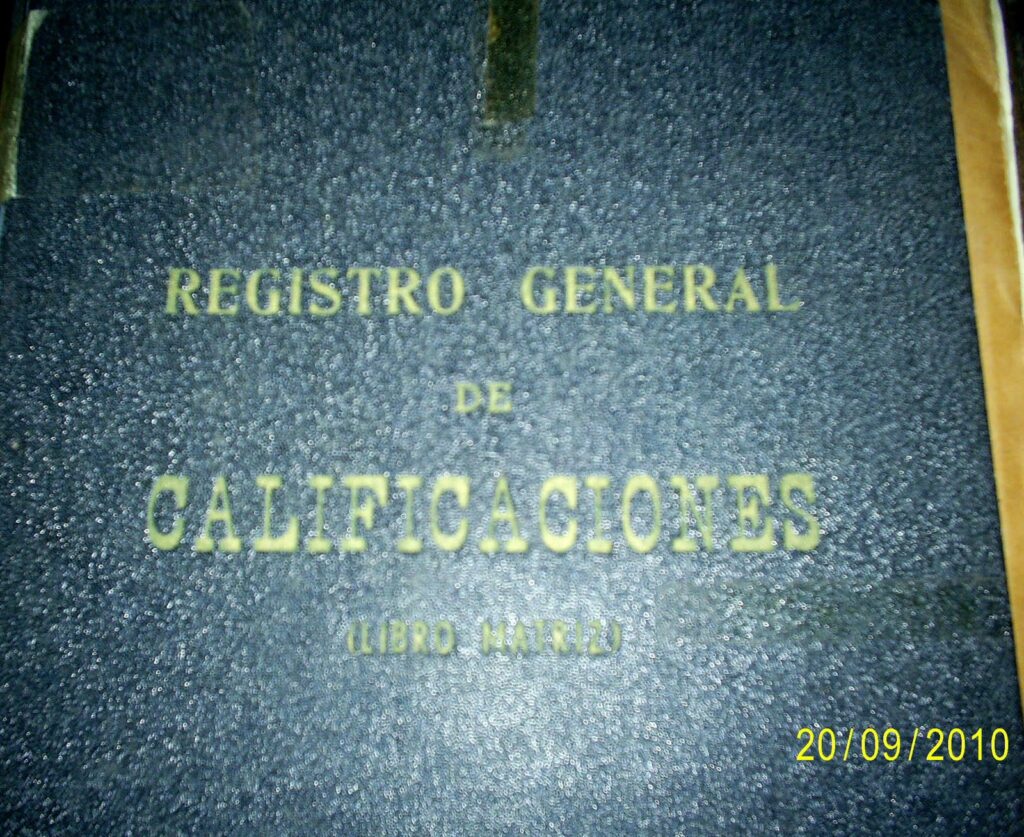 REGISTRO GENERAL
DE
CALIFICACIONES
(LIBRO MATRIZ)
20/09/2010